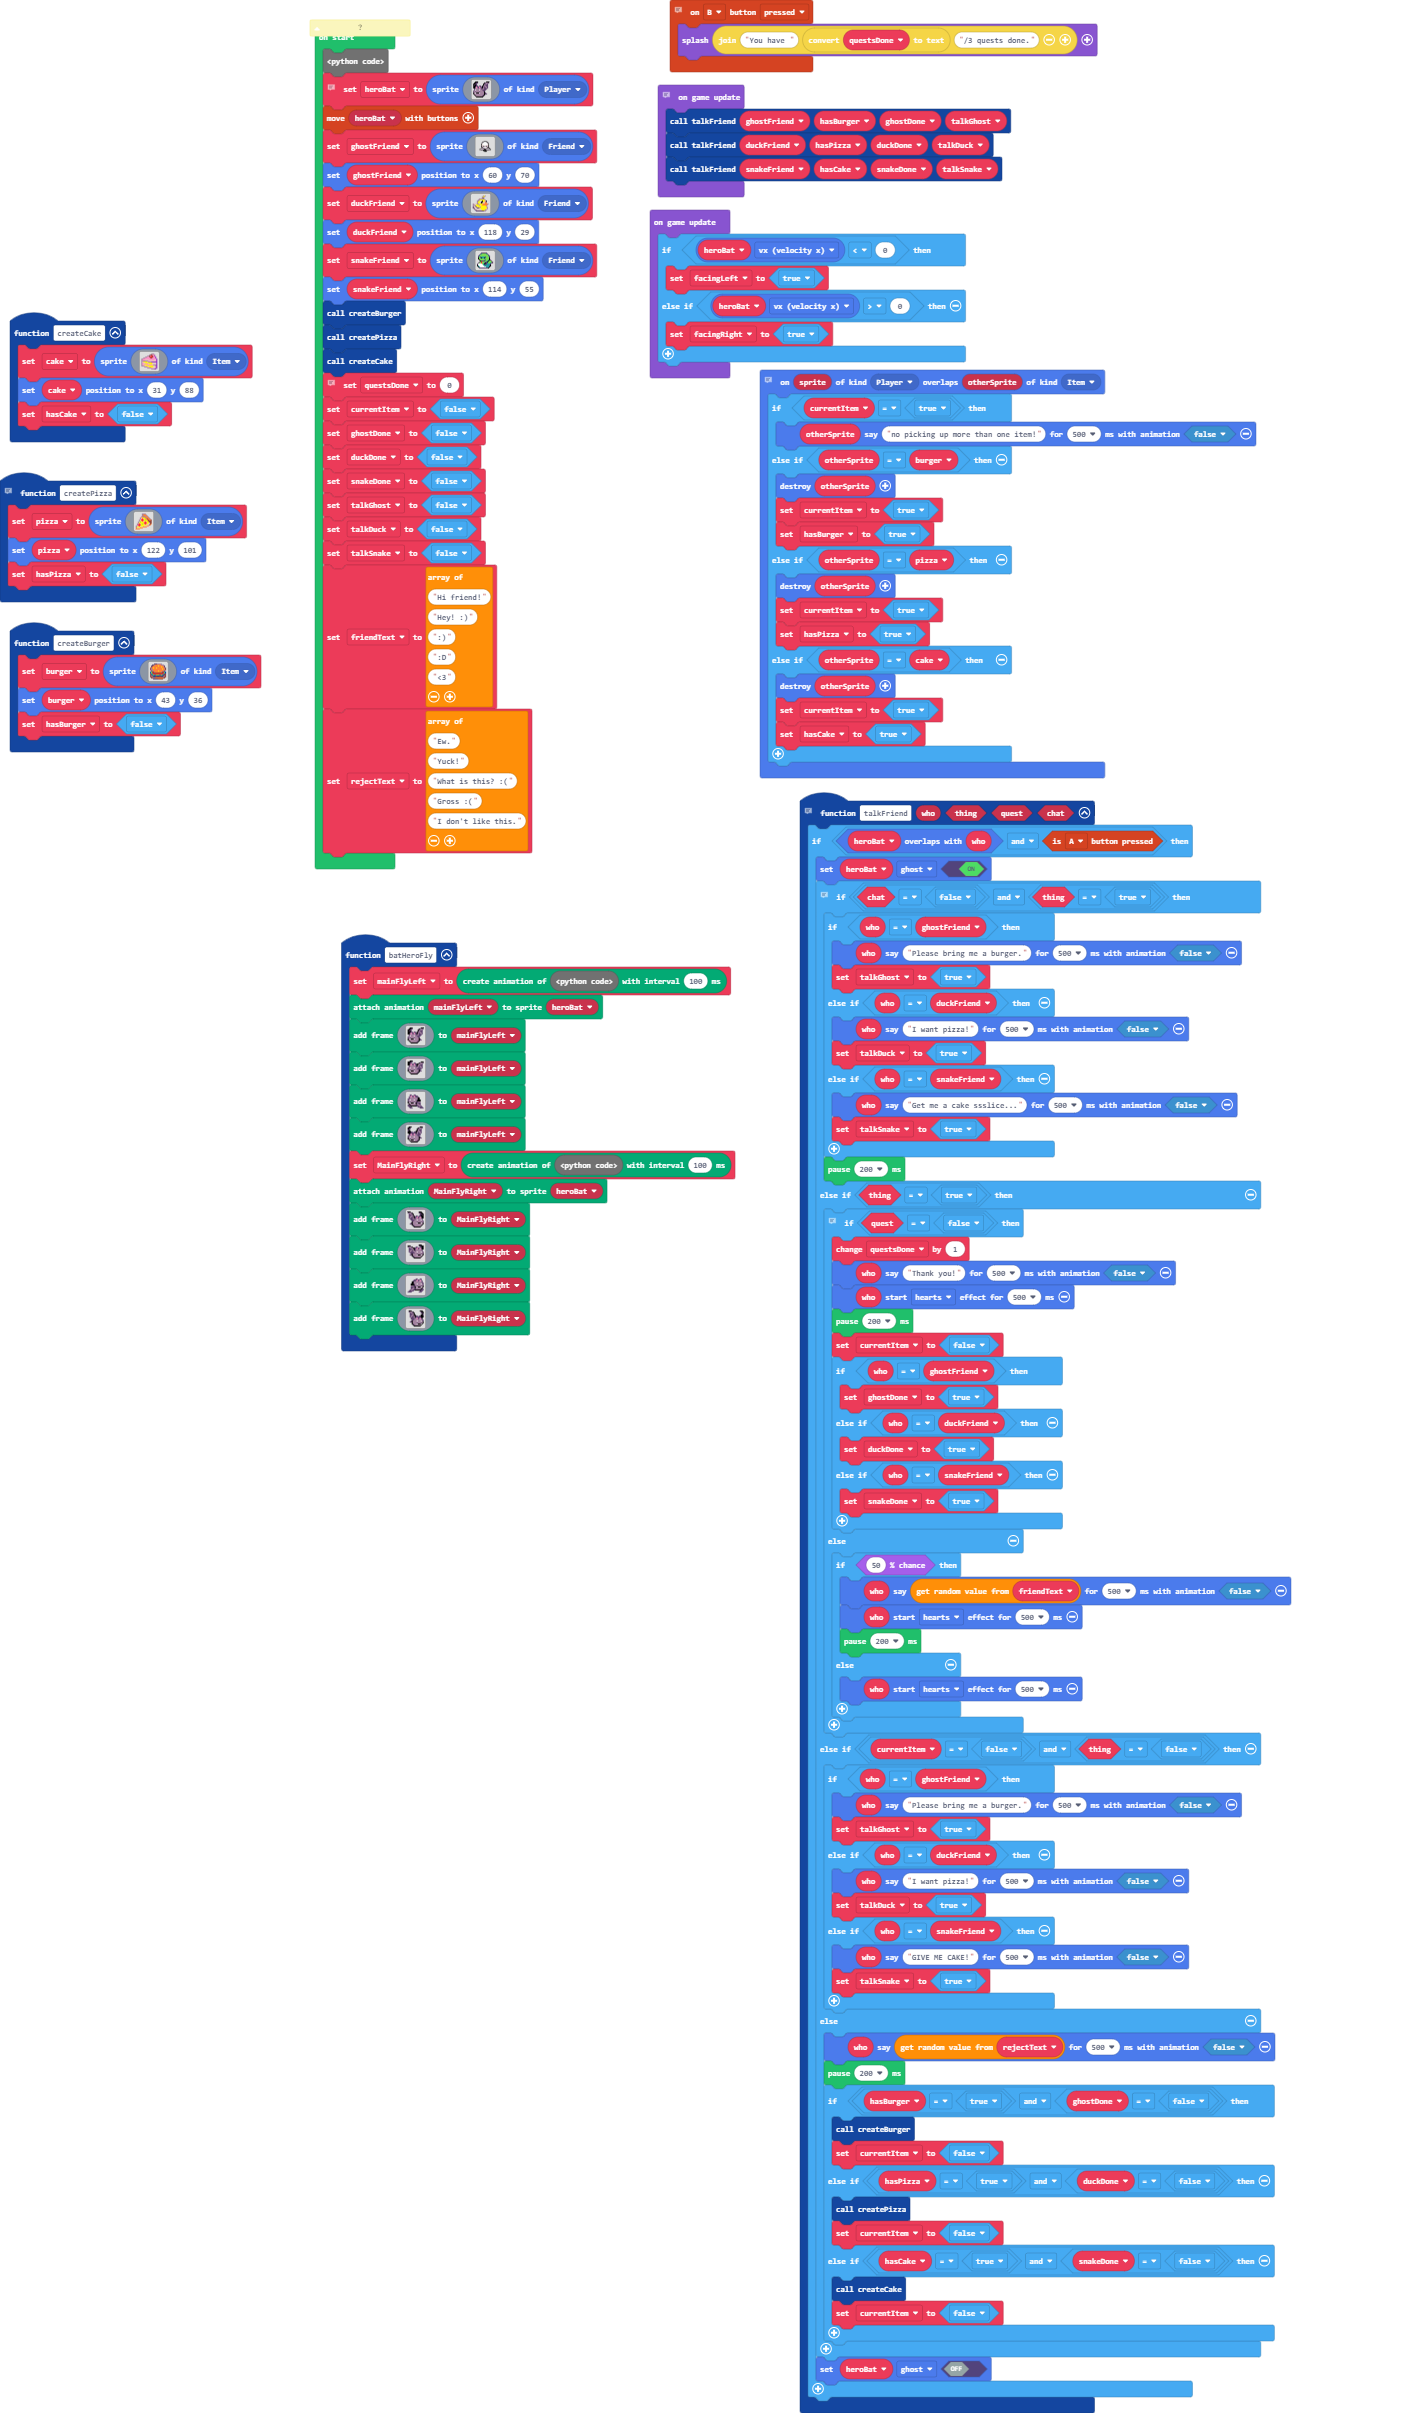 function createCake
set cake to sprite of kind Item
set cake position to x 31 y 88
set hasCake to false
function createPizza
set pizza to sprite of kind Item
set pizza position to x 122 y 101
set hasPizza to false
function createBurger
set burger to sprite of kind Item
set burger position to x 43 y 36
set hasBurger to false
?
on start
<python code>
set heroBat to sprite of kind Player
move heroBat with buttons
set ghostFriend to sprite of kind Friend
set ghostFriend position to x 60 y 70
set duckFriend to sprite of kind Friend
set duckFriend position to x 118 y 29
set snakeFriend to sprite of kind Friend
set snakeFriend position to x 114 y 55
call createBurger
call createPizza
call createCake
set questsDone to 0
set currentItem to false
set ghostDone to false
set duckDone to false
set snakeDone to false
set talkGhost to false
set talkDuck to false
set talkSnake to false
set friendText to array of
"Hi friend!"
"Hey! :)"
":)"
":D"
"<3"
set rejectText to array of
"Ew."
"Yuck!"
"What is this? :("
"Gross :("
"I don't like this."
function batHeroFly
set mainFlyLeft to create animation of <python code> with interval 100 ms
attach animation mainFlyLeft to sprite heroBat
add frame to mainFlyLeft
add frame to mainFlyLeft
add frame to mainFlyLeft
add frame to mainFlyLeft
set MainFlyRight to create animation of <python code> with interval 100 ms
attach animation MainFlyRight to sprite heroBat
add frame to MainFlyRight
add frame to MainFlyRight
add frame to MainFlyRight
add frame to MainFlyRight
on B button pressed
splash join "You have " convert questsDone to text "/3 quests done."
on game update
call talkFriend ghostFriend hasBurger ghostDone talkGhost
call talkFriend duckFriend hasPizza duckDone talkDuck
call talkFriend snakeFriend hasCake snakeDone talkSnake
on game update
if heroBat vx (velocity x) < 0 then
set facingLeft to true
else if heroBat vx (velocity x) > 0 then
set facingRight to true
on sprite of kind Player overlaps otherSprite of kind Item
if currentItem = true then
otherSprite say "no picking up more than one item!" for 500 ms with animation false
else if otherSprite = burger then
destroy otherSprite
set currentItem to true
set hasBurger to true
else if otherSprite = pizza then
destroy otherSprite
set currentItem to true
set hasPizza to true
else if otherSprite = cake then
destroy otherSprite
set currentItem to true
set hasCake to true
function talkFriend who thing quest chat
if heroBat overlaps with who and is A button pressed then
set heroBat ghost ON
if chat = false and thing = true then
if who = ghostFriend then
who say "Please bring me a burger." for 500 ms with animation false
set talkGhost to true
else if who = duckFriend then
who say "I want pizza!" for 500 ms with animation false
set talkDuck to true
else if who = snakeFriend then
who say "Get me a cake ssslice..." for 500 ms with animation false
set talkSnake to true
pause 200 ms
else if thing = true then
if quest = false then
change questsDone by 1
who say "Thank you!" for 500 ms with animation false
who start hearts effect for 500 ms
pause 200 ms
set currentItem to false
if who = ghostFriend then
set ghostDone to true
else if who = duckFriend then
set duckDone to true
else if who = snakeFriend then
set snakeDone to true
else
if 50 % chance then
who say get random value from friendText for 500 ms with animation false
who start hearts effect for 500 ms
pause 200 ms
else
who start hearts effect for 500 ms
else if currentItem = false and thing = false then
if who = ghostFriend then
who say "Please bring me a burger." for 500 ms with animation false
set talkGhost to true
else if who = duckFriend then
who say "I want pizza!" for 500 ms with animation false
set talkDuck to true
else if who = snakeFriend then
who say "GIVE ME CAKE!" for 500 ms with animation false
set talkSnake to true
else
who say get random value from rejectText for 500 ms with animation false
pause 200 ms
if hasBurger = true and ghostDone = false then
call createBurger
set currentItem to false
else if hasPizza = true and duckDone = false then
call createPizza
set currentItem to false
else if hasCake = true and snakeDone = false then
call createCake
set currentItem to false
set heroBat ghost OFF